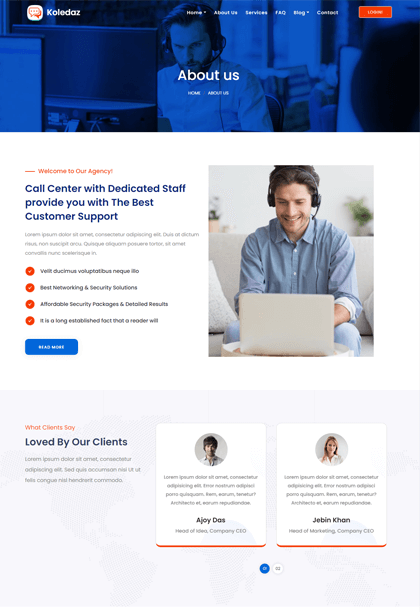 Koledaz
Home
About Us
Services
FAQ
Blog
Contact
LOGIN
About us
HOME
ABOUT US
Welcome to Our Agency!
Call Center with Dedicated Staff
provide you with The Best
Customer Support
Lorem ipsum dolor sit amet, consectetur adipiscing elit. Quis at dictum
risus, non suscipit arcu. Quisque aliquam posuere tortor, sit amet
convallis nunc scelerisque in.
Velit ducimus voluptatibus neque illo
Best Networking & Security Solutions
Affordable Security Packages & Detailed Results
It is a long established fact that a reader will
READ MORE
What Clients Say
Loved By Our Clients
Lorem ipsum dolor sit amet, consectetur
adipiscing elit. Sed quis accumsan nisi Ut ut
felis congue nisl hendrerit commodo.
Lorem ipsum dolor sit amet, consectetur
adipiscing elit. Error nostrum adipisci
porro quisquam. Rem, earum, tenetur?
Architecto et, earum repudiandae.
Ajoy Das
Head of Idea, Company CEO
Lorem ipsum dolor sit amet, consectetur
adipiscing elit. Error nostrum adipisci
porro quisquam. Rem, earum, tenetur?
Architecto et, earum repudiandae.
Jebin Khan
Head of Marketing, Company CEO
01
02